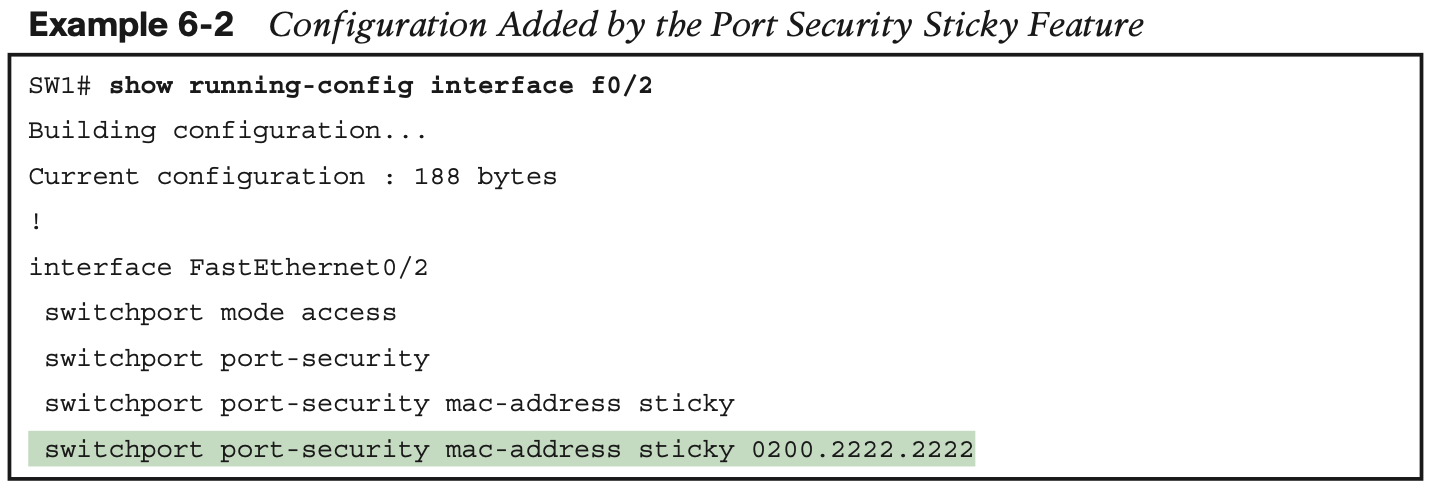 Example 6-2 Configuration Added by the Port Security Sticky Feature
SW1# show running-config interface f0/2
Building configuration...
Current configuration : 188 bytes
!
interface FastEthernet0/2
switchport mode access
switchport port-security
switchport port-security mac-address sticky
switchport port-security mac-address sticky 0200.2222.2222